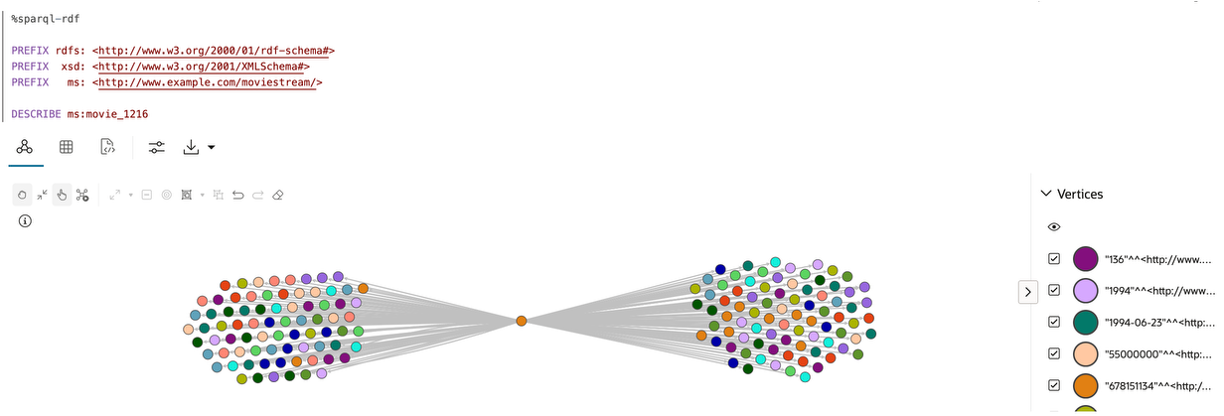 %sparql-rdf
PREFIX rdfs: <http://www.w3.org/2000/01/rdf-schema#>
PREFIX  xsd: <http://www.w3.org/2001/XMLSchema#>
PREFIX   ms: <http://www.example.com/moviestream/>
DESCRIBE ms:movie_1216
Vertices
"136"^^<http://www....
"1994"^^<http://www...
"1994-06-23"^^<http:...
"55000000"^^<http:...
"678151134"^^<http:/...